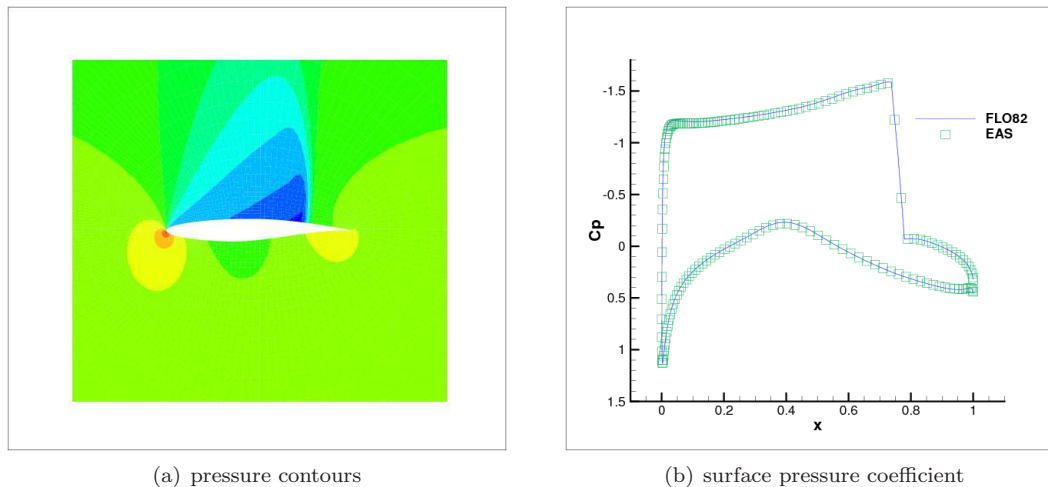 -1.5
-1
-0.5
0
0.5
1
1.5
Cp
FLO82
EAS
0 0.2 0.4 0.6 0.8 1
x
(a) pressure contours
(b) surface pressure coefficient